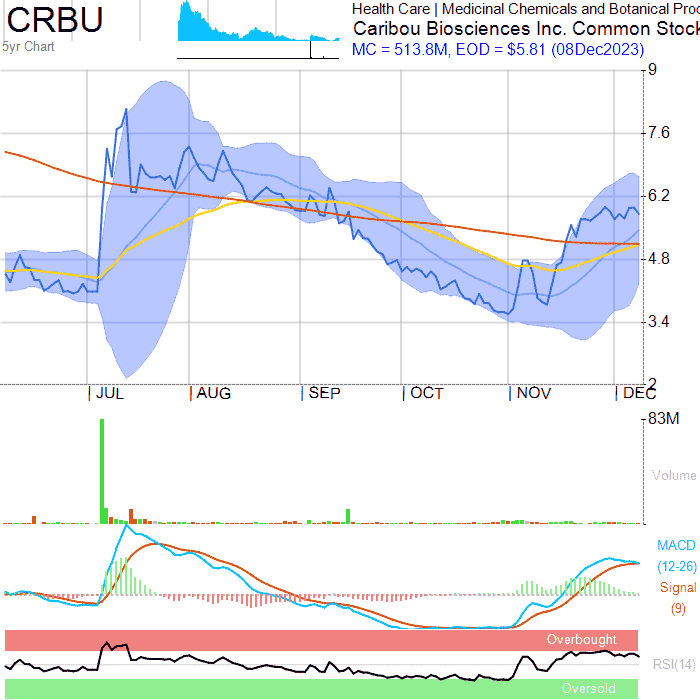 CRBU
Health Care | Medicinal Chemicals and Botanical Pro
Caribou Biosciences Inc. Common Stock
5yr Chart
MC = 513.8M, EOD = $5.81 (08Dec2023)
9
7.6
6.2
4.8
3.4
2
JUL AUG SEP OCT NOV DEC
83M
Volume
MACD
(12-26)
Signal
(9)
Overbought
RSI(14)
Oversold